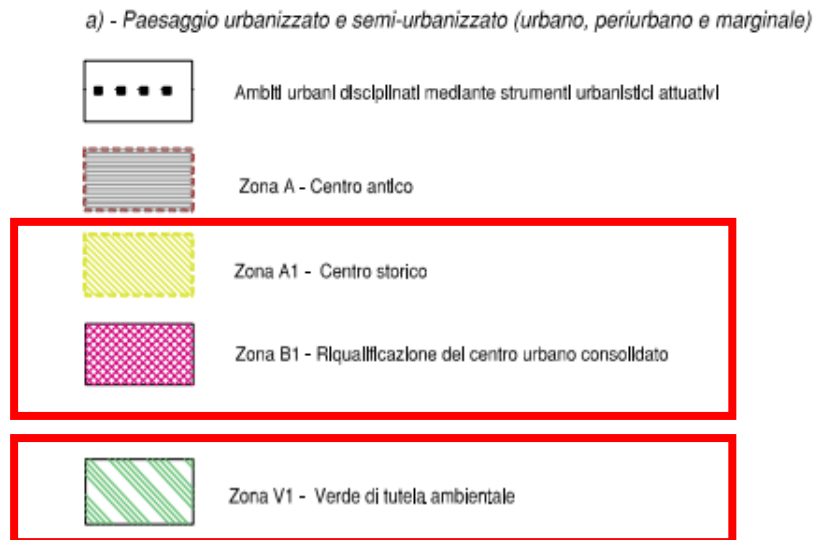 a) - Paesaggio urbanizzato e semi-urbanizzato (urbano, periurbano e marginale)
Ambiti urbani disciplinati mediante strumenti urbanistici attuativi
Zona A - Centro antico
Zona A1 - Centro storico
Zona B1 - Riqualificazione del centro urbano consolidato
Zona V1 - Verde di tutela ambientale